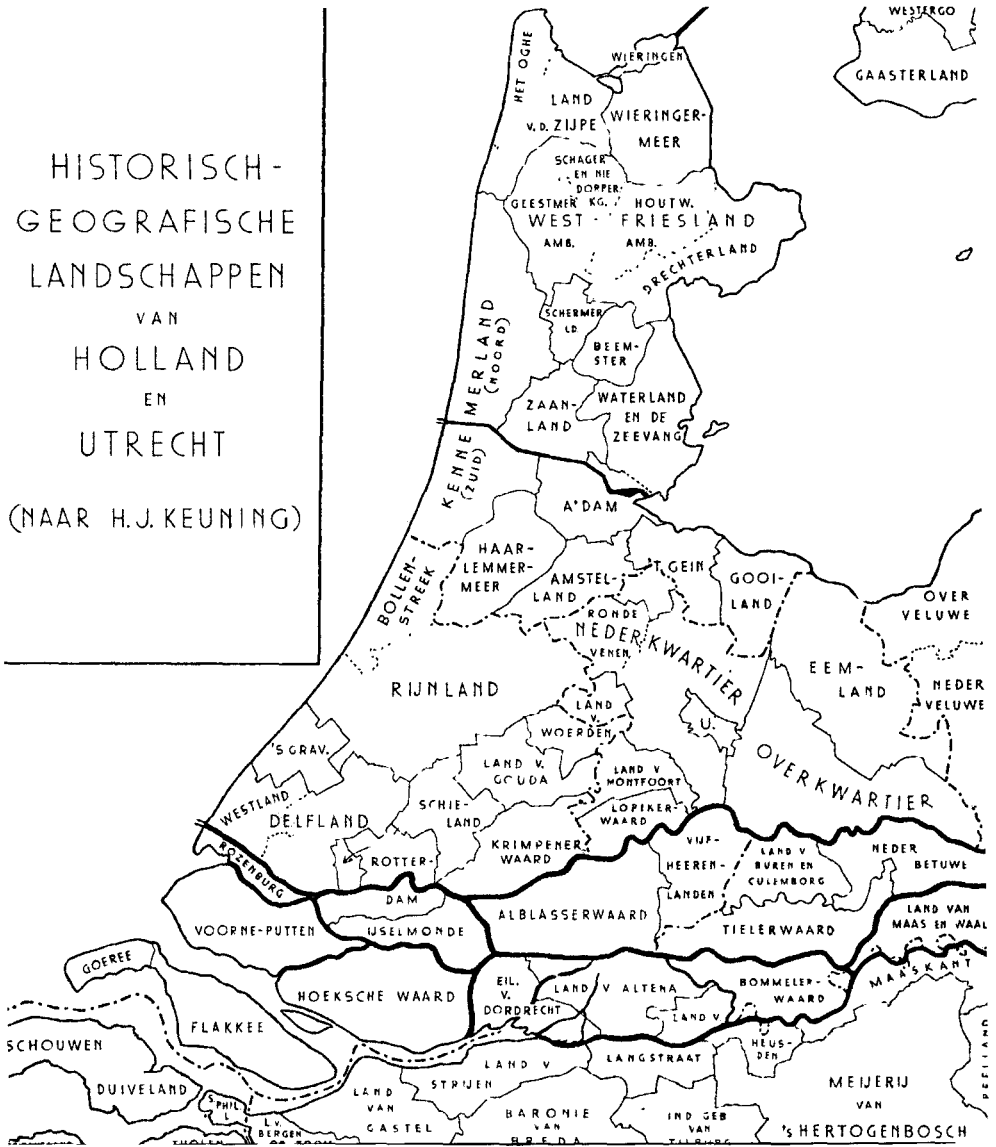 HISTORISCH-
GEOGRAFISCHE
LANDSCHAPPEN
VAN
HOLLAND
EN
UTRECHT
(NAAR H.J. KEUNING)
WESTERGO
GAASTERLAND
WIERINGEN
HET OGHE
LAND
V.D. ZIJPE
WIERINGER-
MEER
SCHAGER
EN NIE
DORPER
KG.
GEESTMER
AMB.
HOUTW.
AMB.
WEST-FRIESLAND
DRECHTERLAND
SCHERMER
LD.
BEEM-
STER
KENNEMERLAND
(NOORD)
(ZUID)
ZAAN-
LAND
WATERLAND
EN DE
ZEEVANG
A'DAM
HAAR-
LEMMER-
MEER
BOLLEN-
STREEK
AMSTEL-
LAND
'T GEIN
GOOI-
LAND
RONDE
VENEN
NEDERKWARTIER
OVER
VELUWE
EEM-
LAND
NEDER
VELUWE
RIJNLAND
LAND
V.
WOERDEN
U.
'S GRAV.
LAND V.
GOUDA
LAND V
MONTFOORT
OVERKWARTIER
WESTLAND
DELFLAND
SCHIE-
LAND
LOPIKER-
WAARD
KRIMPENER
WAARD
ROTTER-
DAM
ROZENBURG
VIJF-
HEEREN-
LANDEN
LAND V
BUREN EN
CULEMBORG
NEDER
BETUWE
VOORNE-PUTTEN
IJSELMONDE
ALBLASSERWAARD
TIELERWAARD
LAND VAN
MAAS EN WAAL
GOEREE
HOEKSCHE WAARD
EIL.
V.
DORDRECHT
LAND V ALTENA
BOMMELER-
WAARD
MAASKANT
FLAKKEE
LAND V.
HEUS-
DEN
SCHOUWEN
DUIVELAND
LAND V
STRIJEN
LANGSTRAAT
MEIJERIJ
VAN
'S HERTOGENBOSCH
PEELLAND
S. PHIL.
L.
LAND
VAN
GASTEL
BARONIE
VAN
BREDA
IND GEB
VAN
TILBURG
THOLEN
L. V.
BERGEN
OP ZOOM